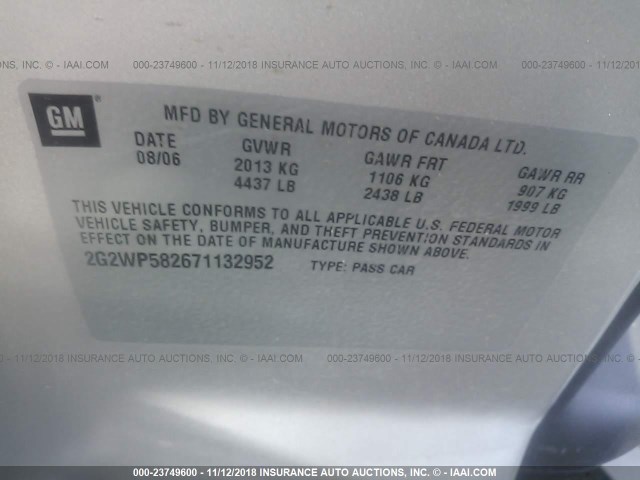 NS, INC. - © - IAAI.COM
000-23749600 - 11/12/2018 INSURANCE AUTO AUCTIONS, INC. - © - IAAI.COM
000-23749600 - 11/12
GM ®
MFD BY GENERAL MOTORS OF CANADA LTD.
DATE GVWR GAWR FRT GAWR RR
08/06 2013 KG 1106 KG 907 KG
4437 LB 2438 LB 1999 LB
THIS VEHICLE CONFORMS TO ALL APPLICABLE U.S. FEDERAL MOTOR
VEHICLE SAFETY, BUMPER, AND THEFT PREVENTION STANDARDS IN
EFFECT ON THE DATE OF MANUFACTURE SHOWN ABOVE.
2G2WP582671132952 TYPE: PASS CAR
- 11/12/2018 INSURANCE AUTO AUCTIONS, INC. - © - IAAI.COM
000-23749600 - 11/12/2018 INSURANCE AUTO AUCTIONS, INC.
000-23749600 - 11/12/2018 INSURANCE AUTO AUCTIONS, INC. - © - IAAI.COM